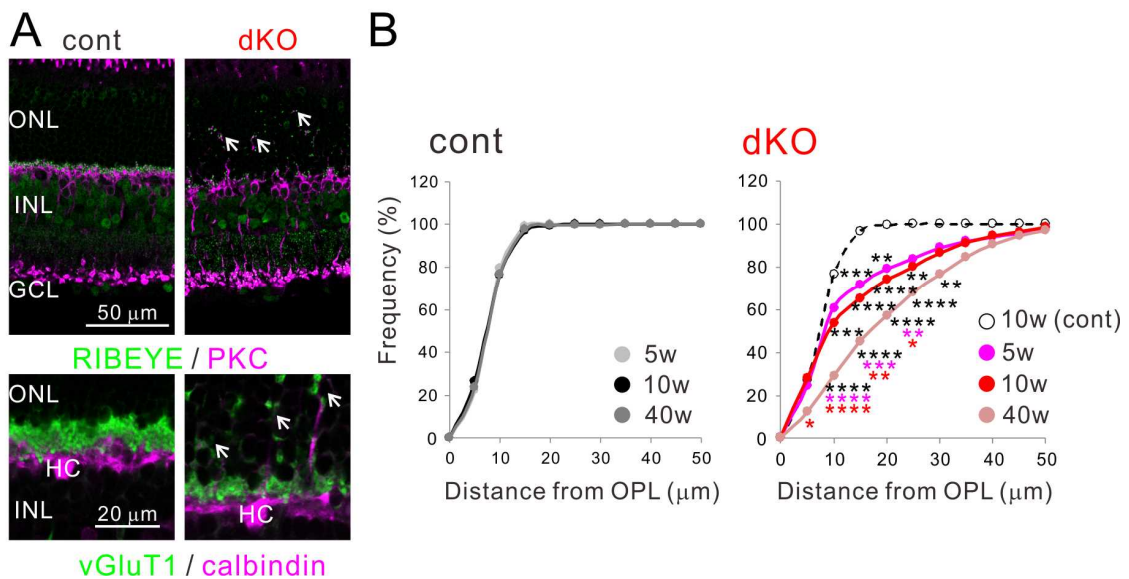 A
cont
dKO
ONL
INL
GCL
50 μm
RIBEYE / PKC
ONL
HC
INL
20 μm
HC
vGluT1 / calbindin
B
cont
Frequency (%)
120
100
80
60
40
20
0
0 10 20 30 40 50
Distance from OPL (μm)
5w
10w
40w
dKO
120
100
80
60
40
20
0
0 10 20 30 40 50
Distance from OPL (μm)
**
***
**
**
****
****
****
***
****
**
*
****
***
**
****
****
****
*
10w (cont)
5w
10w
40w